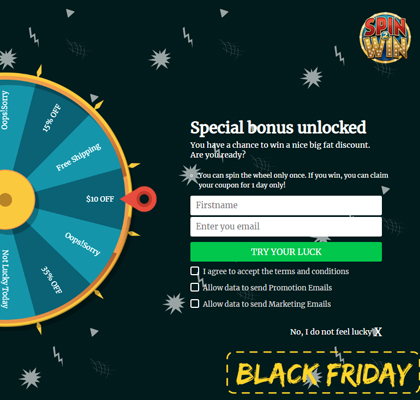 SPIN
&
WIN
Oops!Sorry
15% OFF
Free Shipping
$10 OFF
Oops!Sorry
35% OFF
Not Lucky Today
Special bonus unlocked
You have a chance to win a nice big fat discount.
Are you ready?
You can spin the wheel only once. If you win, you can claim
your coupon for 1 day only!
Firstname
Enter you email
TRY YOUR LUCK
I agree to accept the terms and conditions
Allow data to send Promotion Emails
Allow data to send Marketing Emails
No, I do not feel lucky! X
BLACK FRIDAY